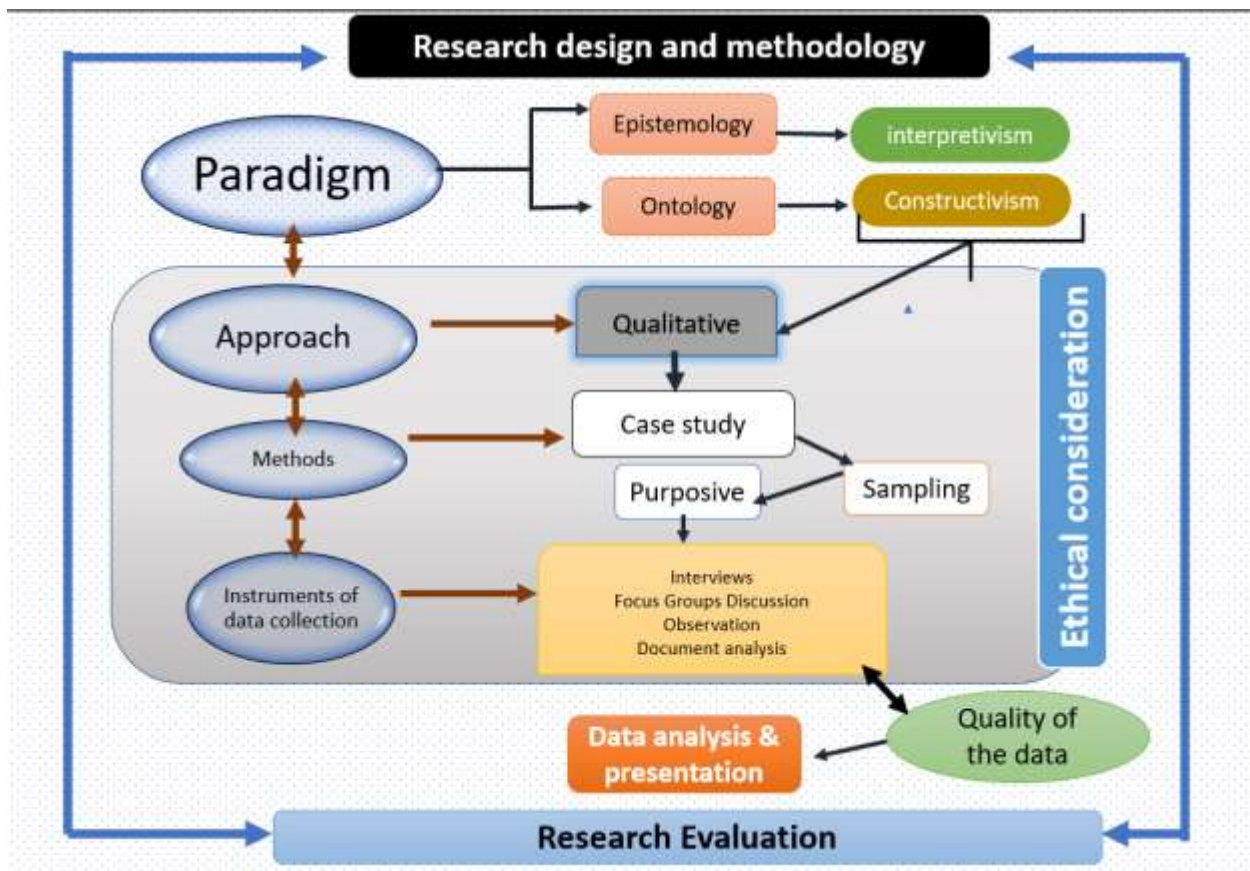 Research design and methodology
Paradigm
Epistemology
interpretivism
Ontology
Constructivism
Approach
Qualitative
Methods
Case study
Purposive
Sampling
Instruments of
data collection
Interviews
Focus Groups Discussion
Observation
Document analysis
Ethical consideration
Quality of
the data
Data analysis &
presentation
Research Evaluation